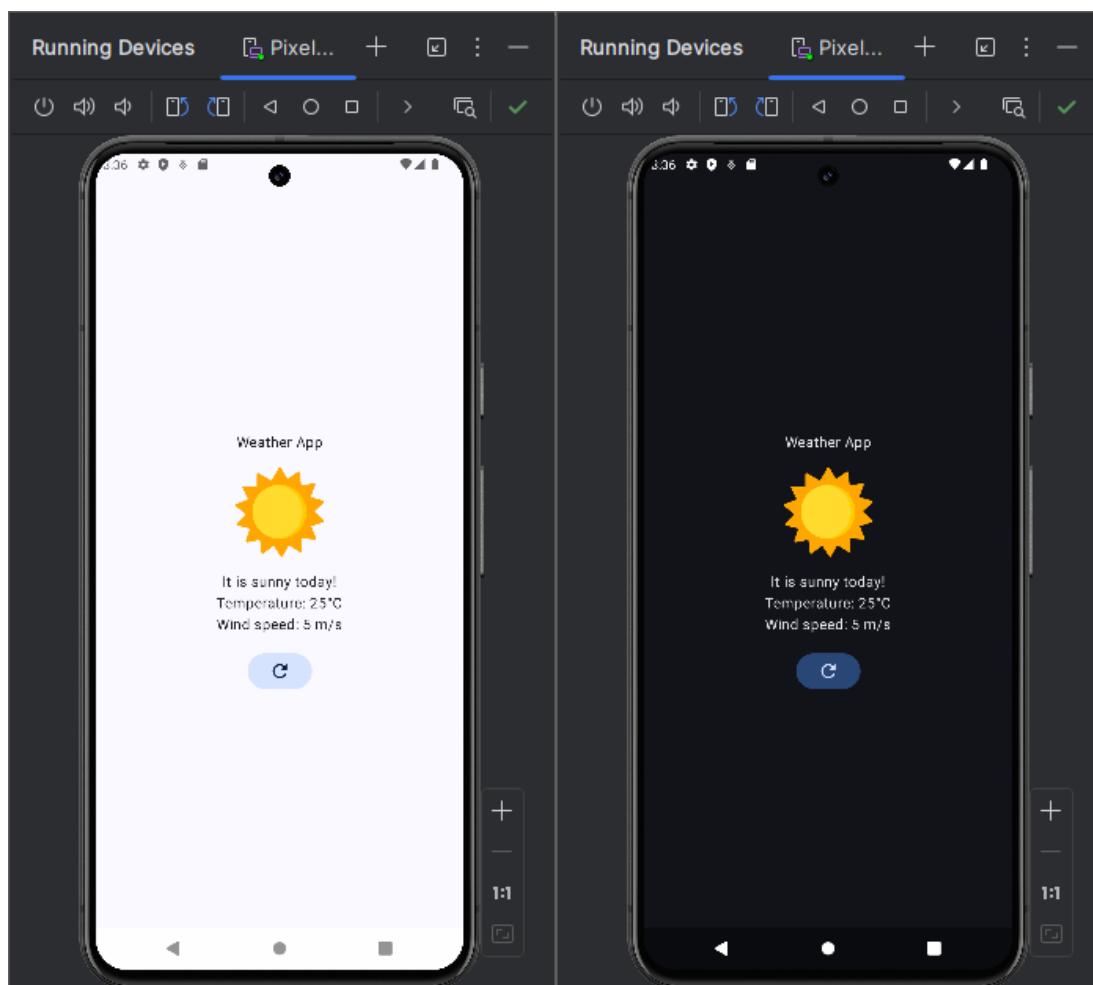 Running Devices Pixel...
3:36
Weather App
It is sunny today!
Temperature: 25°C
Wind speed: 5 m/s
1:1
Running Devices Pixel...
3:36
Weather App
It is sunny today!
Temperature: 25°C
Wind speed: 5 m/s
1:1